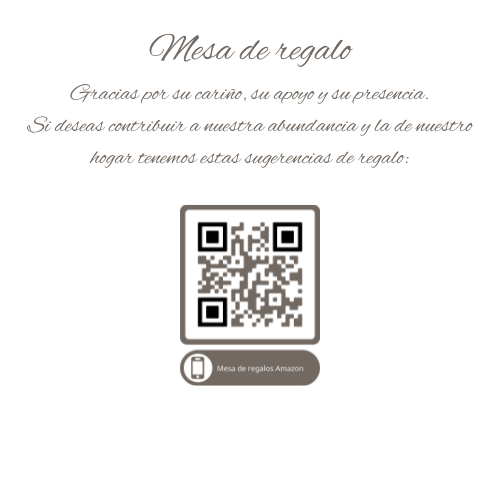 Mesa de regalo
Gracias por su cariño, su apoyo y su presencia.
Si deseas contribuir a nuestra abundancia y la de nuestro
hogar tenemos estas sugerencias de regalo:
Mesa de regalos Amazon